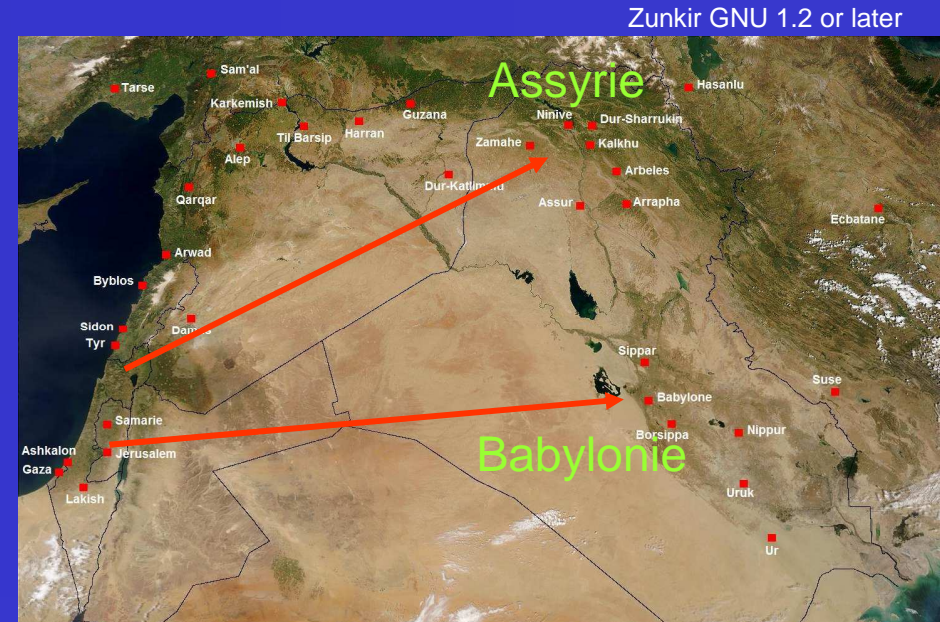 Zunkir GNU 1.2 or later
Assyrie
Sam'al
Tarse
Hasanlu
Karkemish
Guzana
Ninive
Dur-Sharrukin
Til Barsip
Harran
Zamahe
Kalkhu
Alep
Arbeles
Qarqar
Assur
Arrapha
Ecbatane
Arwad
Byblos
Sidon
Tyr
Sippar
Suse
Babylone
Samarie
Borsippa
Nippur
Ashkalon
Jérusalem
Babylonie
Gaza
Lakish
Uruk
Ur